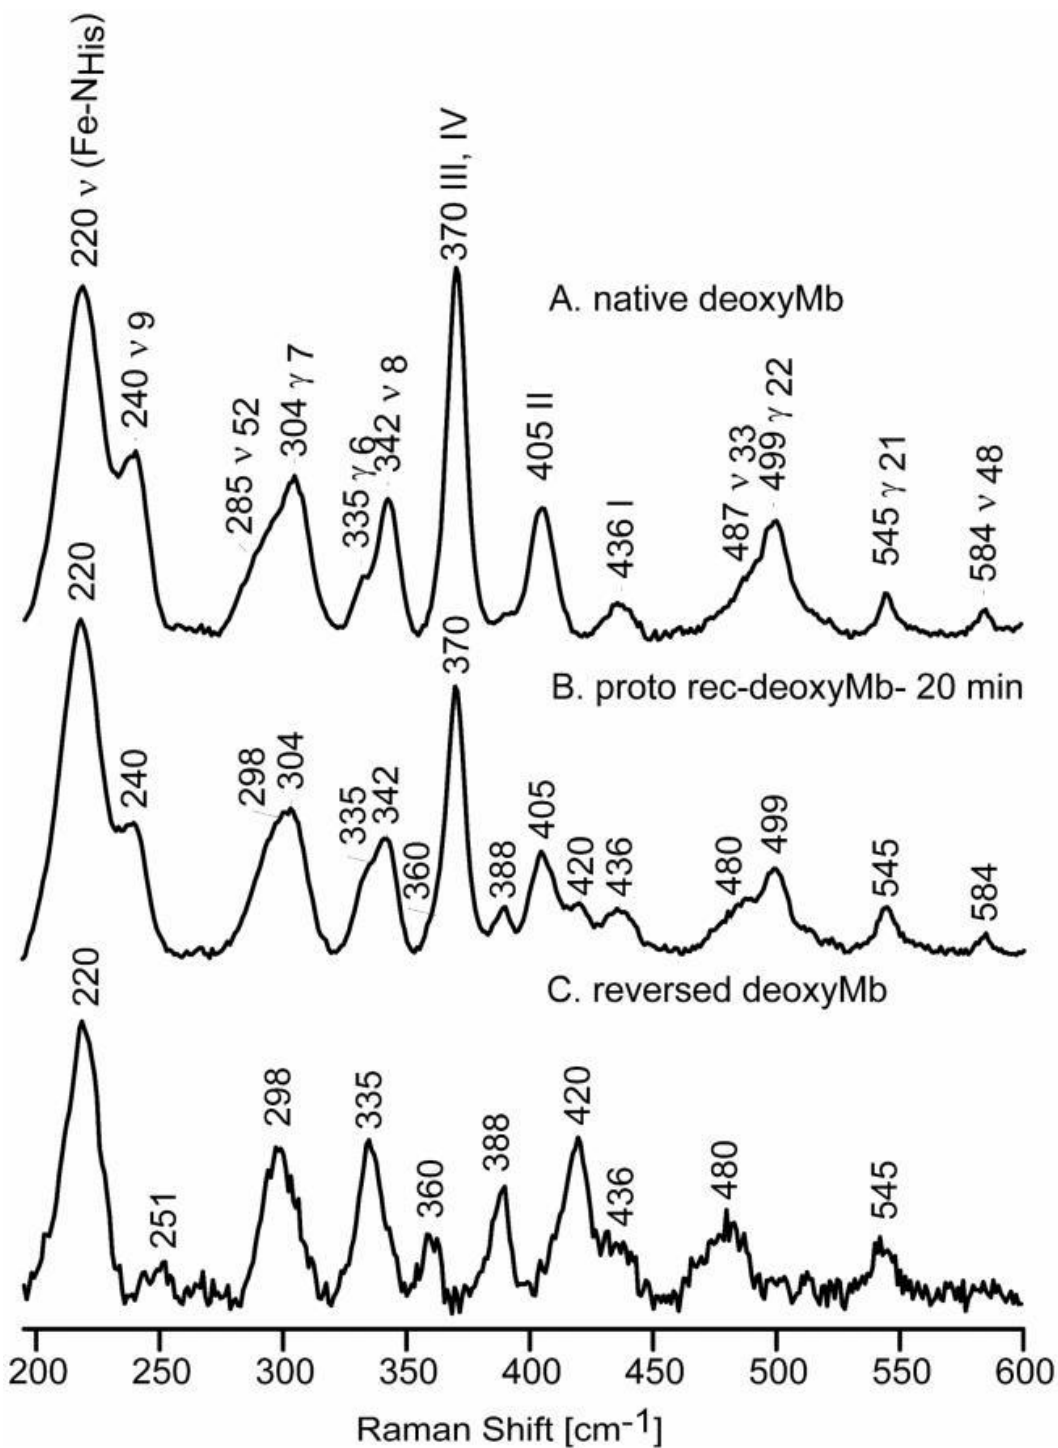 220 ν (Fe-NHis)
240 ν 9
285 ν 52
304 γ 7
335 γ 6
342 ν 8
370 III, IV
405 II
436 I
487 ν 33
499 γ 22
545 γ 21
584 ν 48
A. native deoxyMb
220
240
298
304
335
342
360
370
388
405
420
436
480
499
545
584
B. proto rec-deoxyMb- 20 min
220
251
298
335
360
388
420
436
480
545
C. reversed deoxyMb
200 250 300 350 400 450 500 550 600
Raman Shift [cm-1]